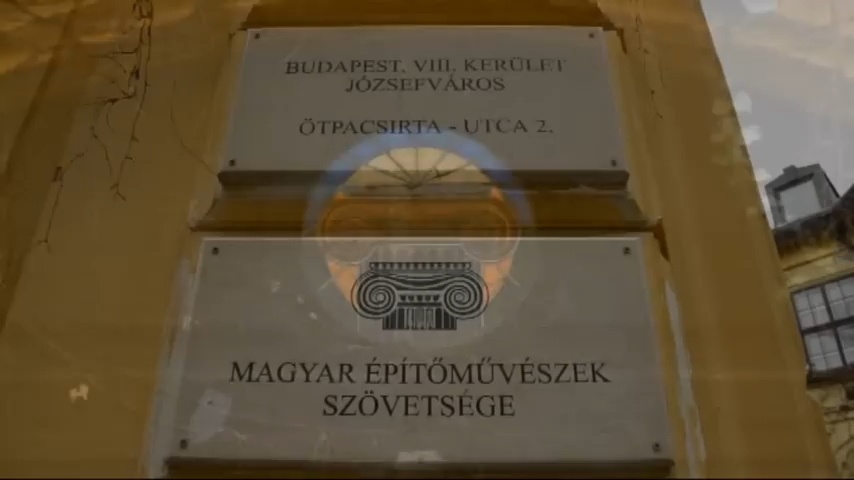 BUDAPEST, VIII. KERÜLET
JÓZSEFVÁROS
ÖTPACSIRTA - UTCA 2.
MAGYAR ÉPÍTŐMŰVÉSZEK
SZÖVETSÉGE